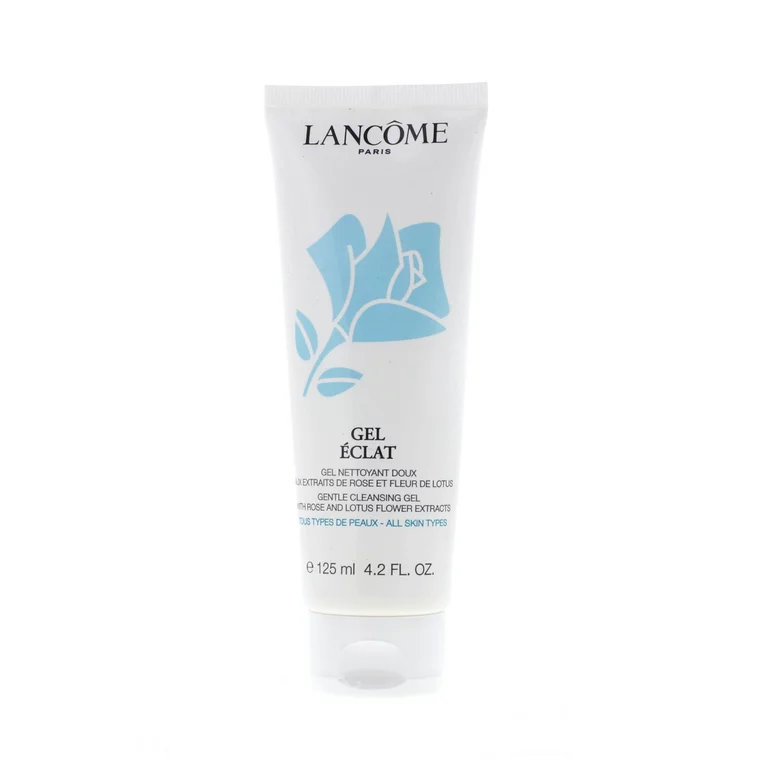 LANCÔME
PARIS
GEL
ÉCLAT
GEL NETTOYANT DOUX
UX EXTRAITS DE ROSE ET FLEUR DE LOTUS
GENTLE CLEANSING GEL
WITH ROSE AND LOTUS FLOWER EXTRACTS
TOUS TYPES DE PEAUX - ALL SKIN TYPES
℮ 125 ml 4.2 FL. OZ.